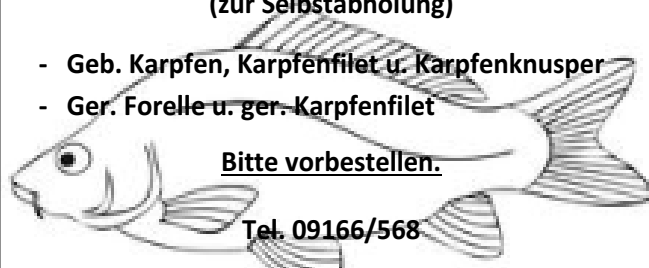 (zur Selbstabholung)
- Geb. Karpfen, Karpfenfilet u. Karpfenknusper
- Ger. Forelle u. ger. Karpfenfilet
Bitte vorbestellen.
Tel. 09166/568